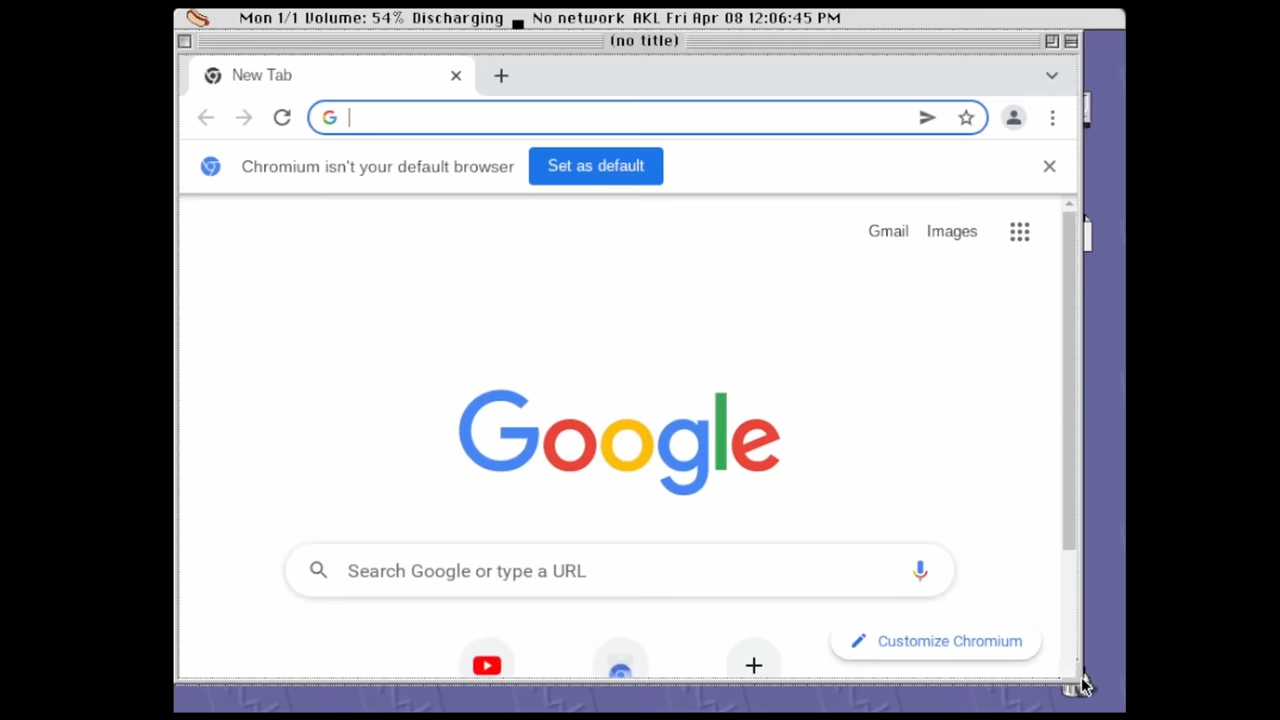 Mon 1/1 Volume: 54% Discharging No network AKL Fri Apr 08 12:06:45 PM
(no title)
New Tab
Chromium isn't your default browser Set as default
Gmail Images
Google
Search Google or type a URL
Customize Chromium